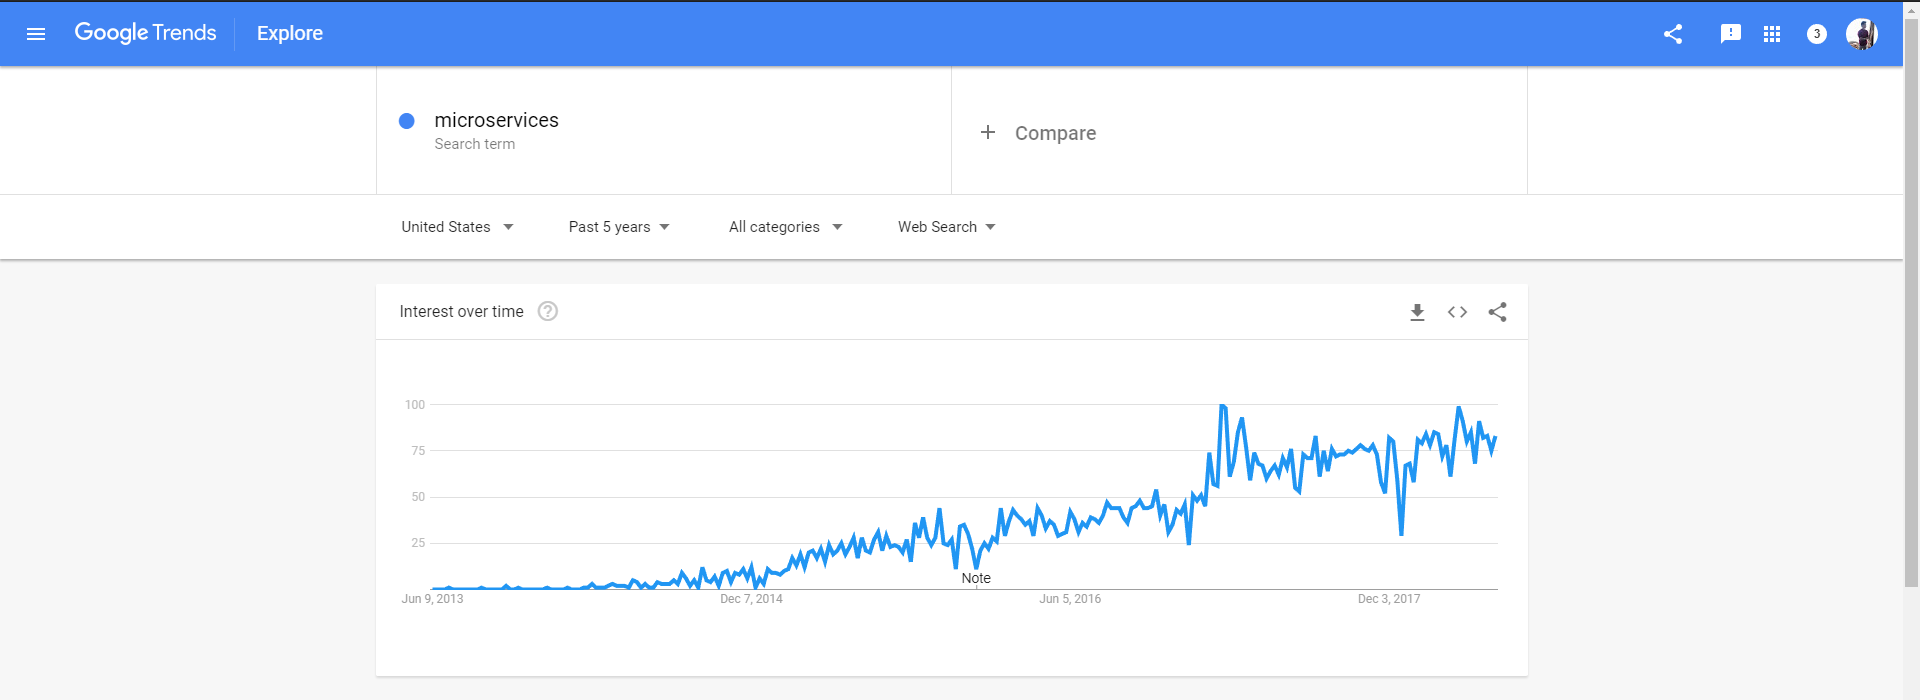 Google Trends Explore 3
microservices
Search term
Compare
United States Past 5 years All categories Web Search
Interest over time
100
75
50
25
Note
Jun 9, 2013 Dec 7, 2014 Jun 5, 2016 Dec 3, 2017